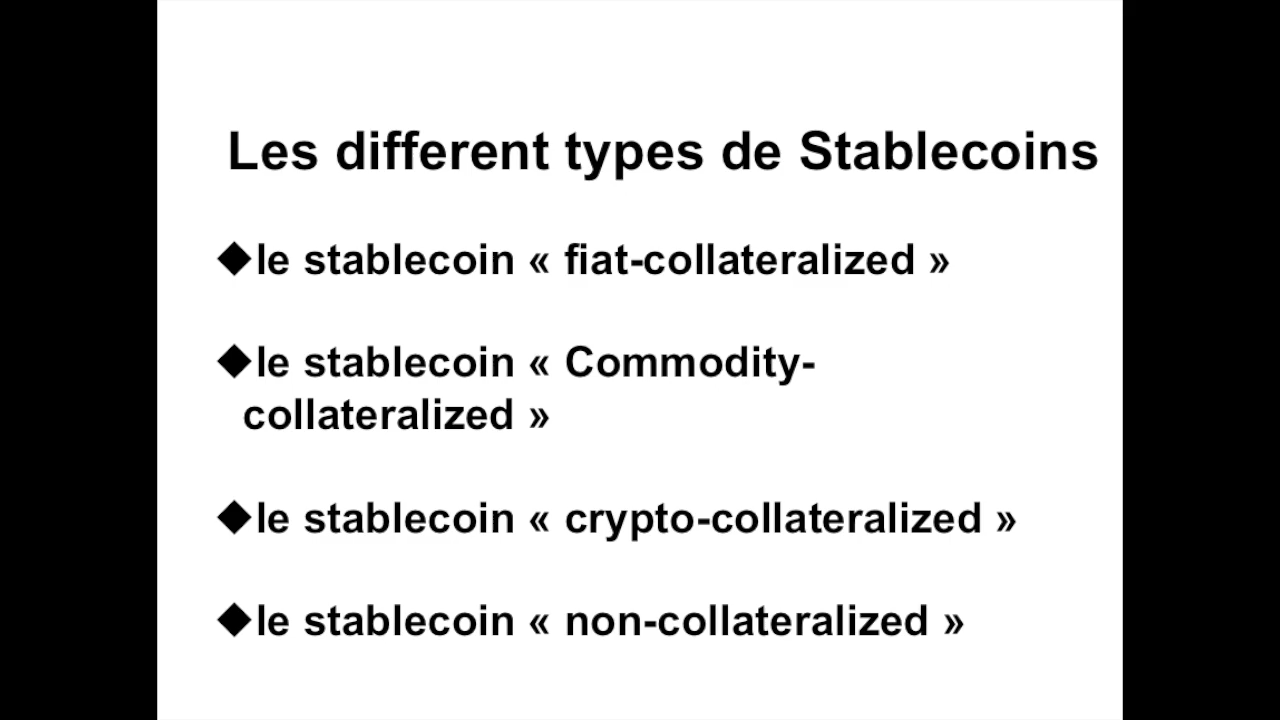 Les different types de Stablecoins
◆le stablecoin « fiat-collateralized »
◆le stablecoin « Commodity-
collateralized »
◆le stablecoin « crypto-collateralized »
◆le stablecoin « non-collateralized »